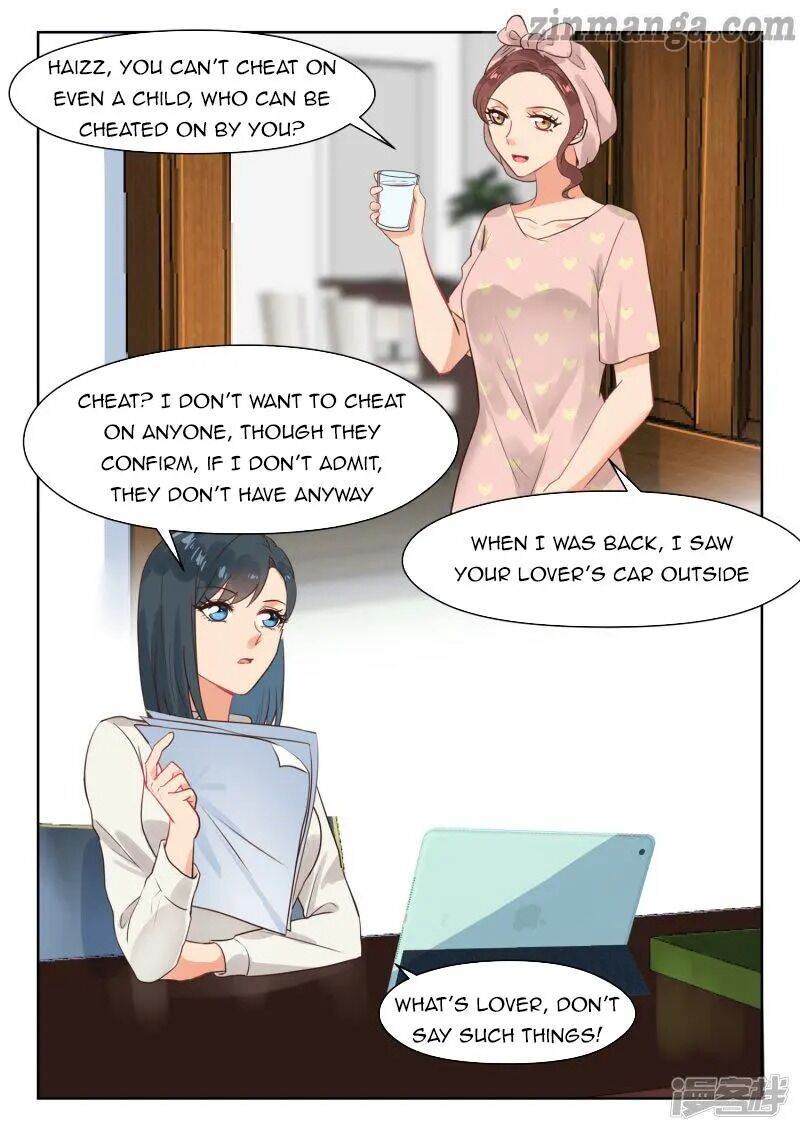 zinmanga.com
HAIZZ, YOU CAN'T CHEAT ON
EVEN A CHILD, WHO CAN BE
CHEATED ON BY YOU?
CHEAT? I DON'T WANT TO CHEAT
ON ANYONE, THOUGH THEY
CONFIRM, IF I DON'T ADMIT,
THEY DON'T HAVE ANYWAY
WHEN I WAS BACK, I SAW
YOUR LOVER'S CAR OUTSIDE
WHAT'S LOVER, DON'T
SAY SUCH THINGS!
漫客栈